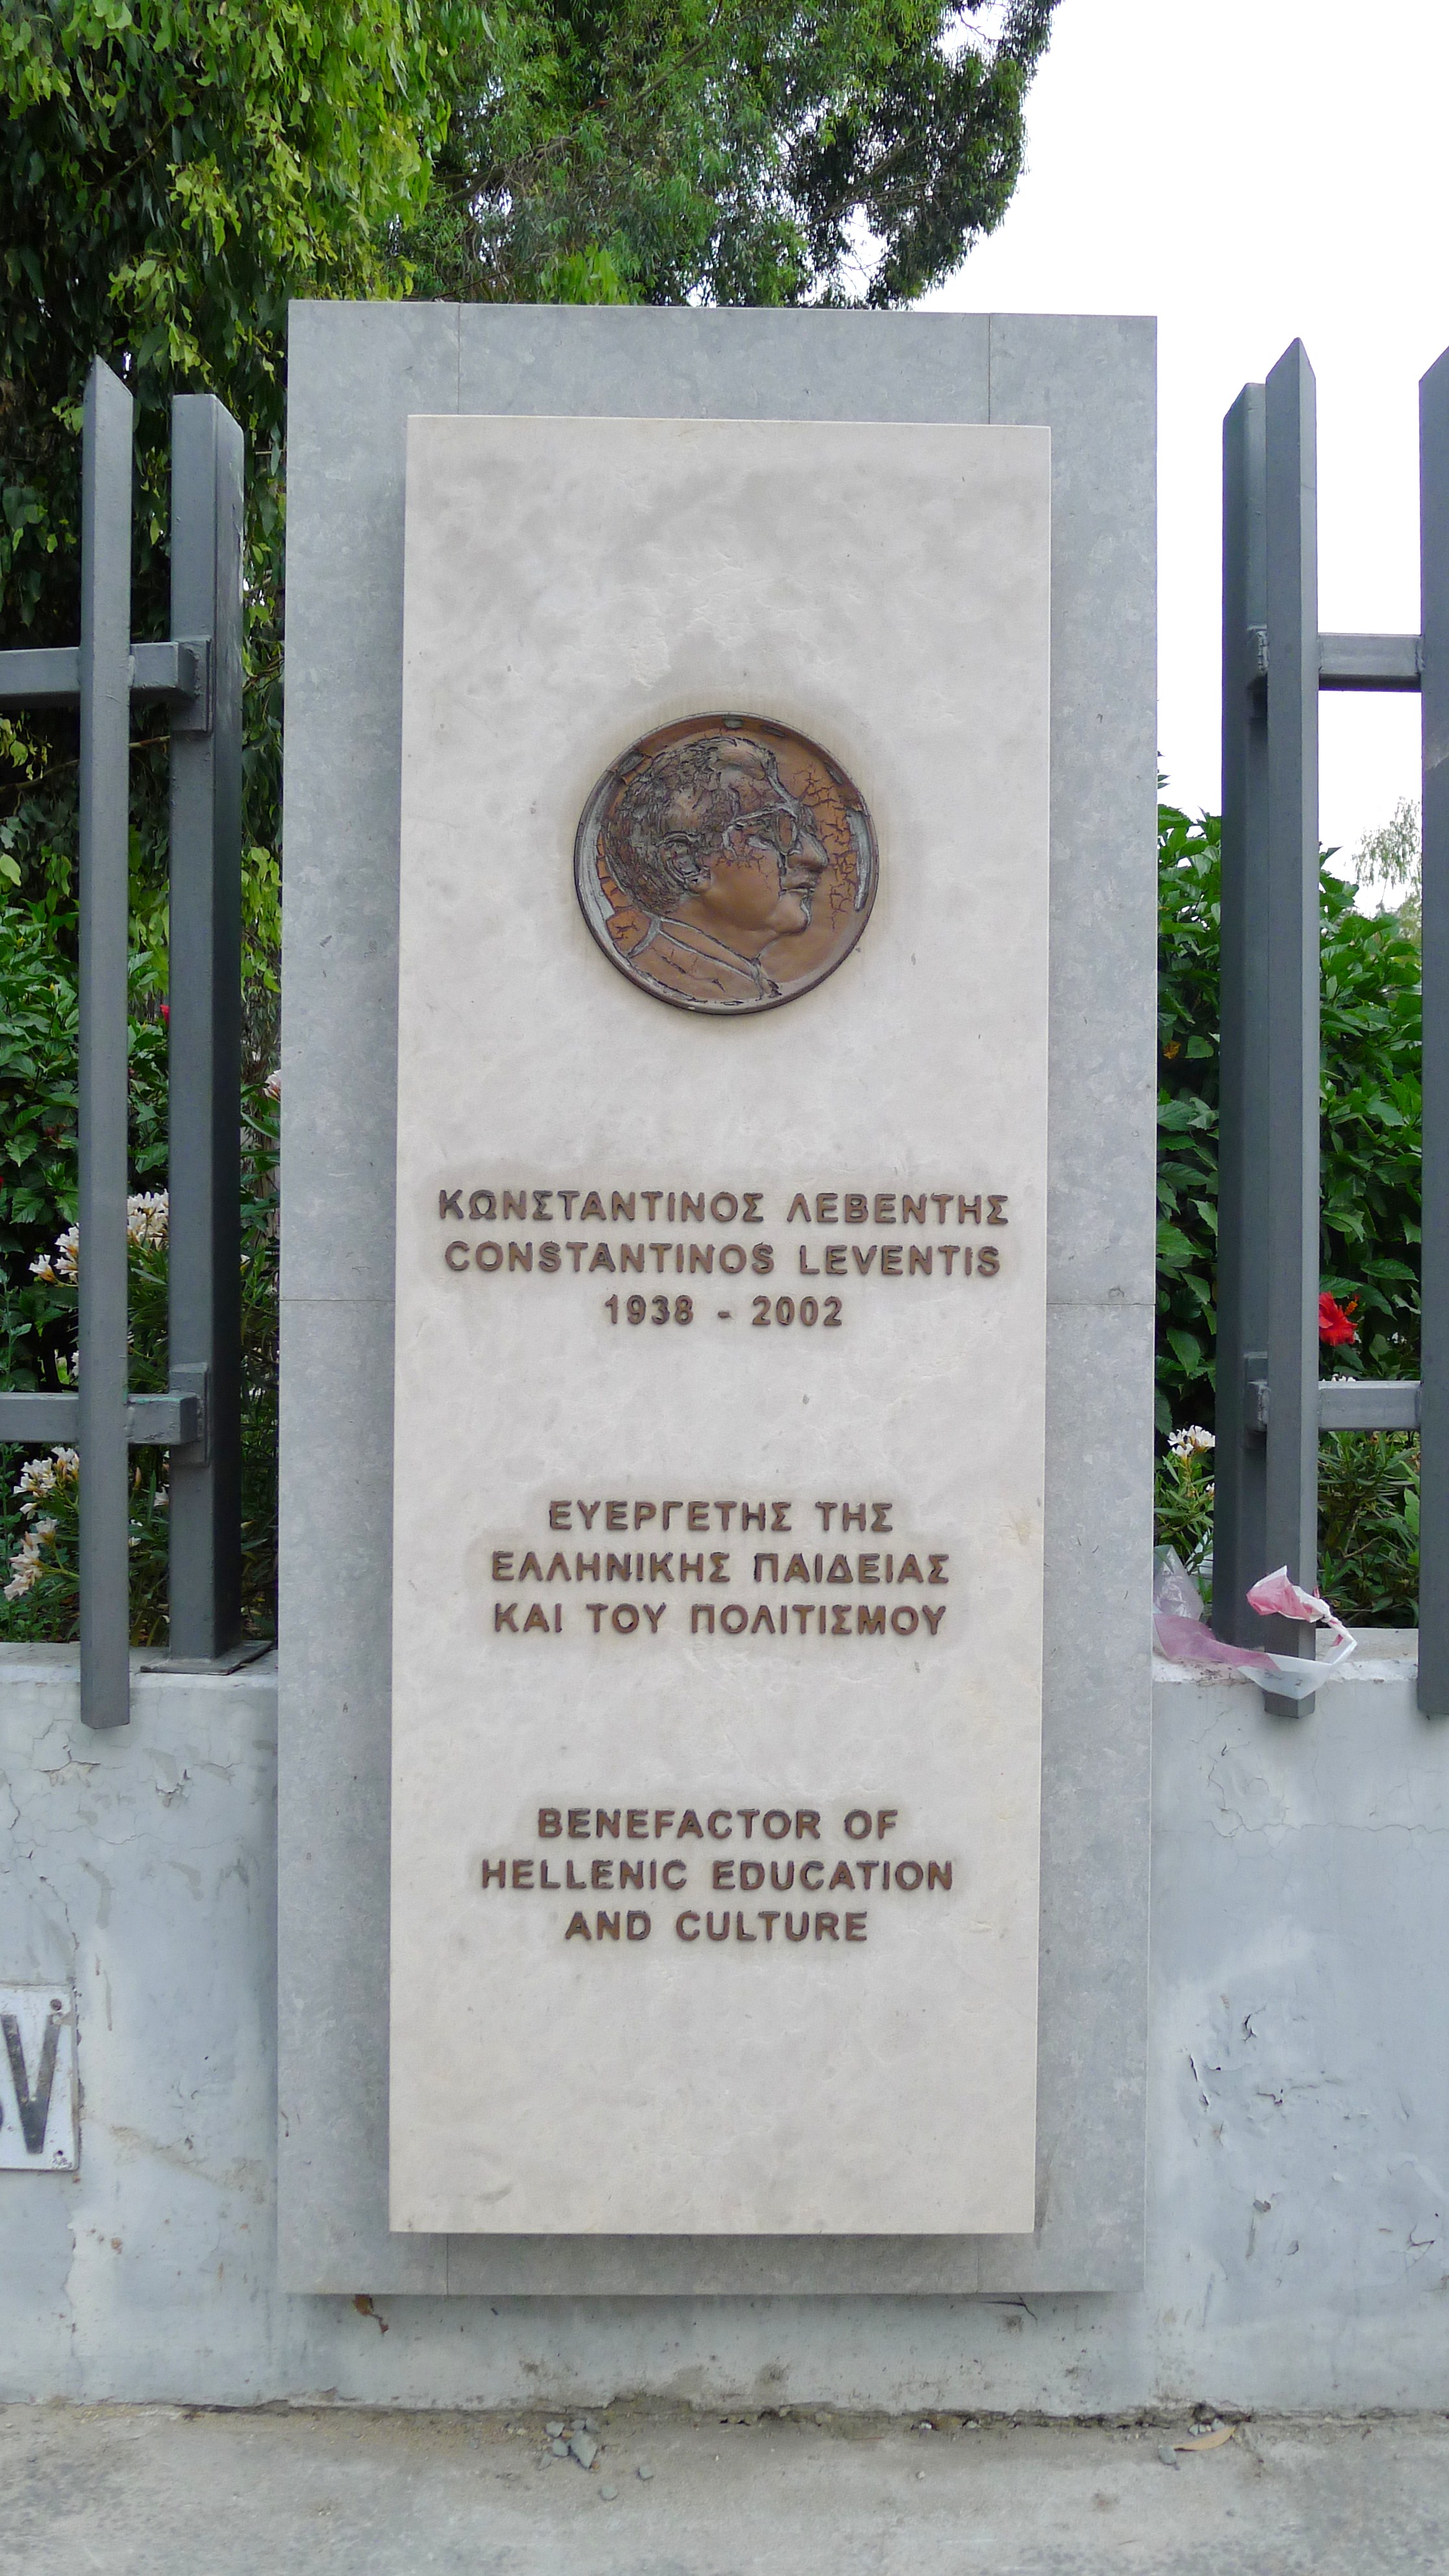 ΚΩΝΣΤΑΝΤΙΝΟΣ ΛΕΒΕΝΤΗΣ
CONSTANTINOS LEVENTIS
1938 - 2002
ΕΥΕΡΓΕΤΗΣ ΤΗΣ
ΕΛΛΗΝΙΚΗΣ ΠΑΙΔΕΙΑΣ
ΚΑΙ ΤΟΥ ΠΟΛΙΤΙΣΜΟΥ
BENEFACTOR OF
HELLENIC EDUCATION
AND CULTURE